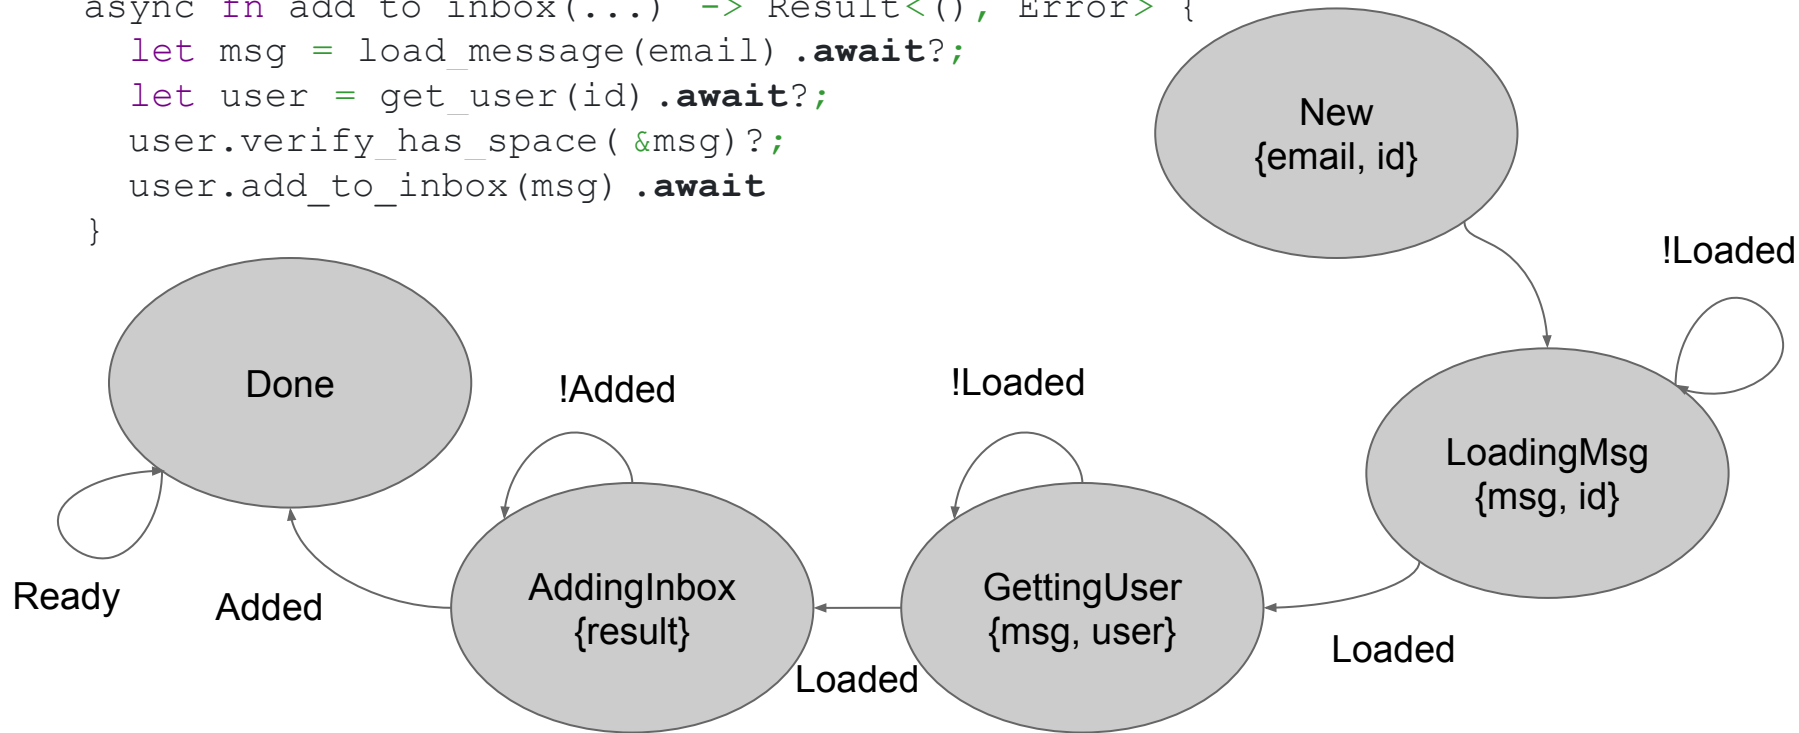 async fn add_to_inbox(...) -> Result<(), Error> {
let msg = load_message(email).await?;
let user = get_user(id).await?;
user.verify_has_space(&msg)?;
user.add_to_inbox(msg).await
}
New
{email, id}
!Loaded
Done
!Added
!Loaded
LoadingMsg
{msg, id}
Ready
Added
AddingInbox
{result}
GettingUser
{msg, user}
Loaded
Loaded